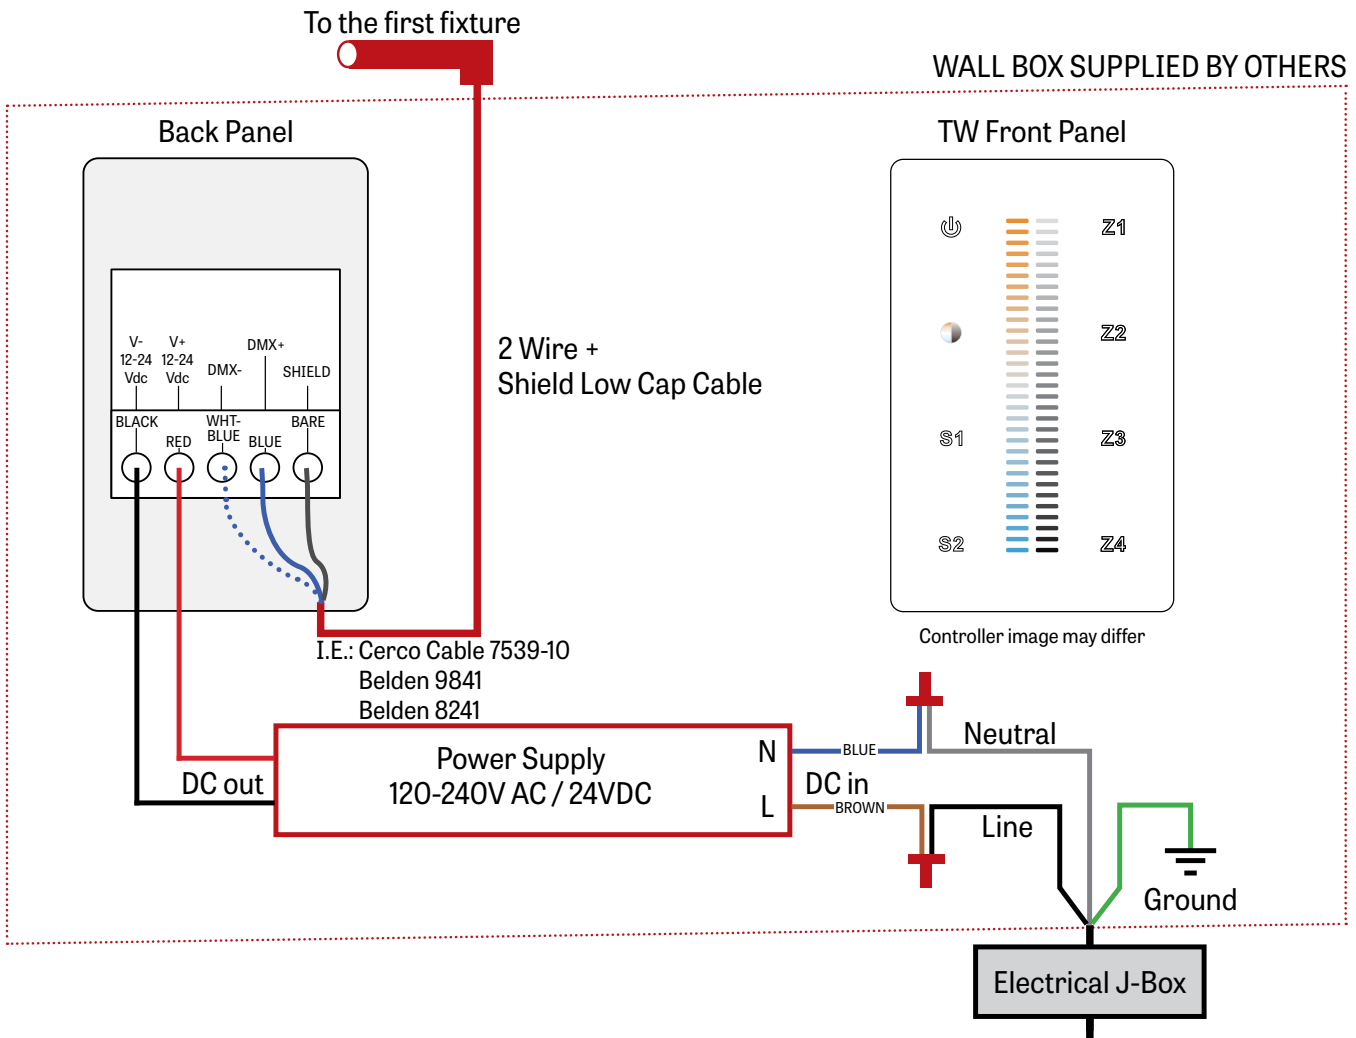 To the first fixture
WALL BOX SUPPLIED BY OTHERS
Back Panel
TW Front Panel
V-
12-24
Vdc
V+
12-24
Vdc
DMX-
DMX+
SHIELD
BLACK
RED
WHT-
BLUE
BLUE
BARE
2 Wire +
Shield Low Cap Cable
Z1
Z2
S1
Z3
S2
Z4
Controller image may differ
I.E.: Cerco Cable 7539-10
Belden 9841
Belden 8241
Power Supply
120-240V AC / 24VDC
N
L
DC out
DC in
BLUE
BROWN
Neutral
Line
Ground
Electrical J-Box